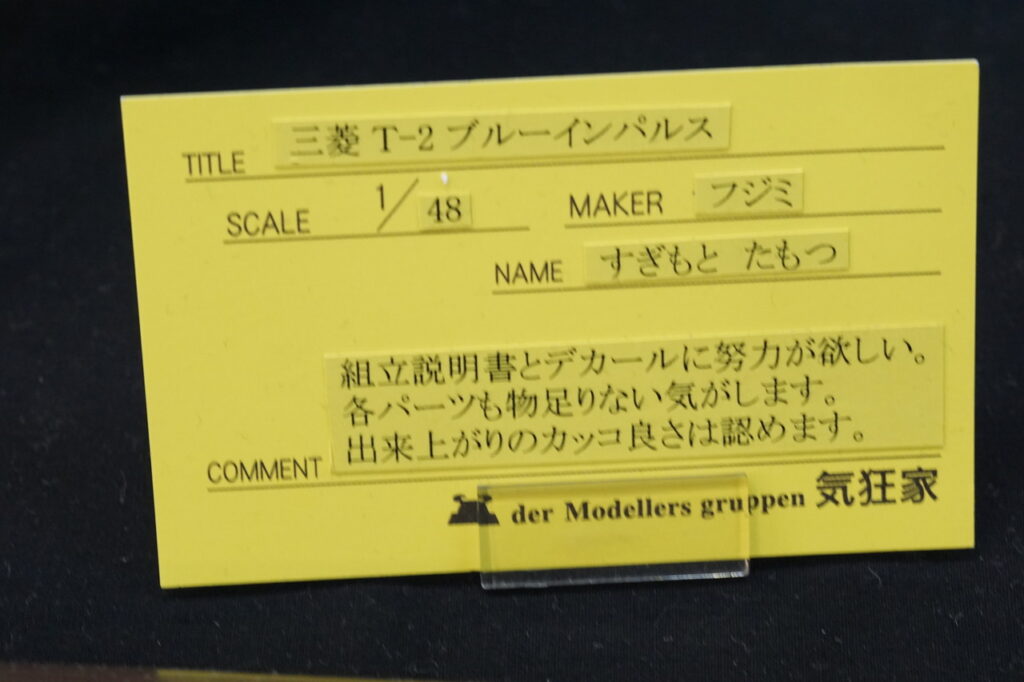 TITLE 三菱 T-2 ブルーインパルス
SCALE 1/48 MAKER フジミ
NAME すぎもと たもつ
組立説明書とデカールに努力が欲しい。
各パーツも物足りない気がします。
出来上がりのカッコ良さは認めます。
COMMENT
der Modellers gruppen 気狂家